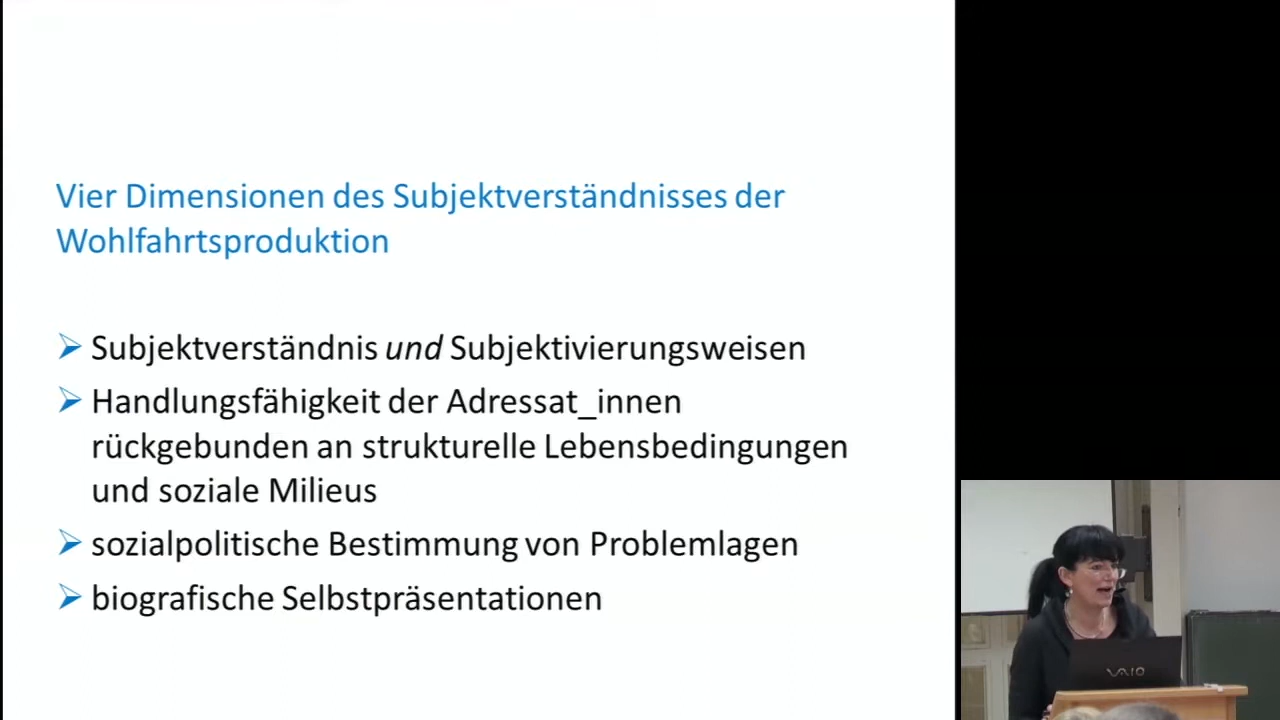 Vier Dimensionen des Subjektverständnisses der
Wohlfahrtsproduktion
Subjektverständnis und Subjektivierungsweisen
Handlungsfähigkeit der Adressat_innen
rückgebunden an strukturelle Lebensbedingungen
und soziale Milieus
sozialpolitische Bestimmung von Problemlagen
biografische Selbstpräsentationen
VAIO